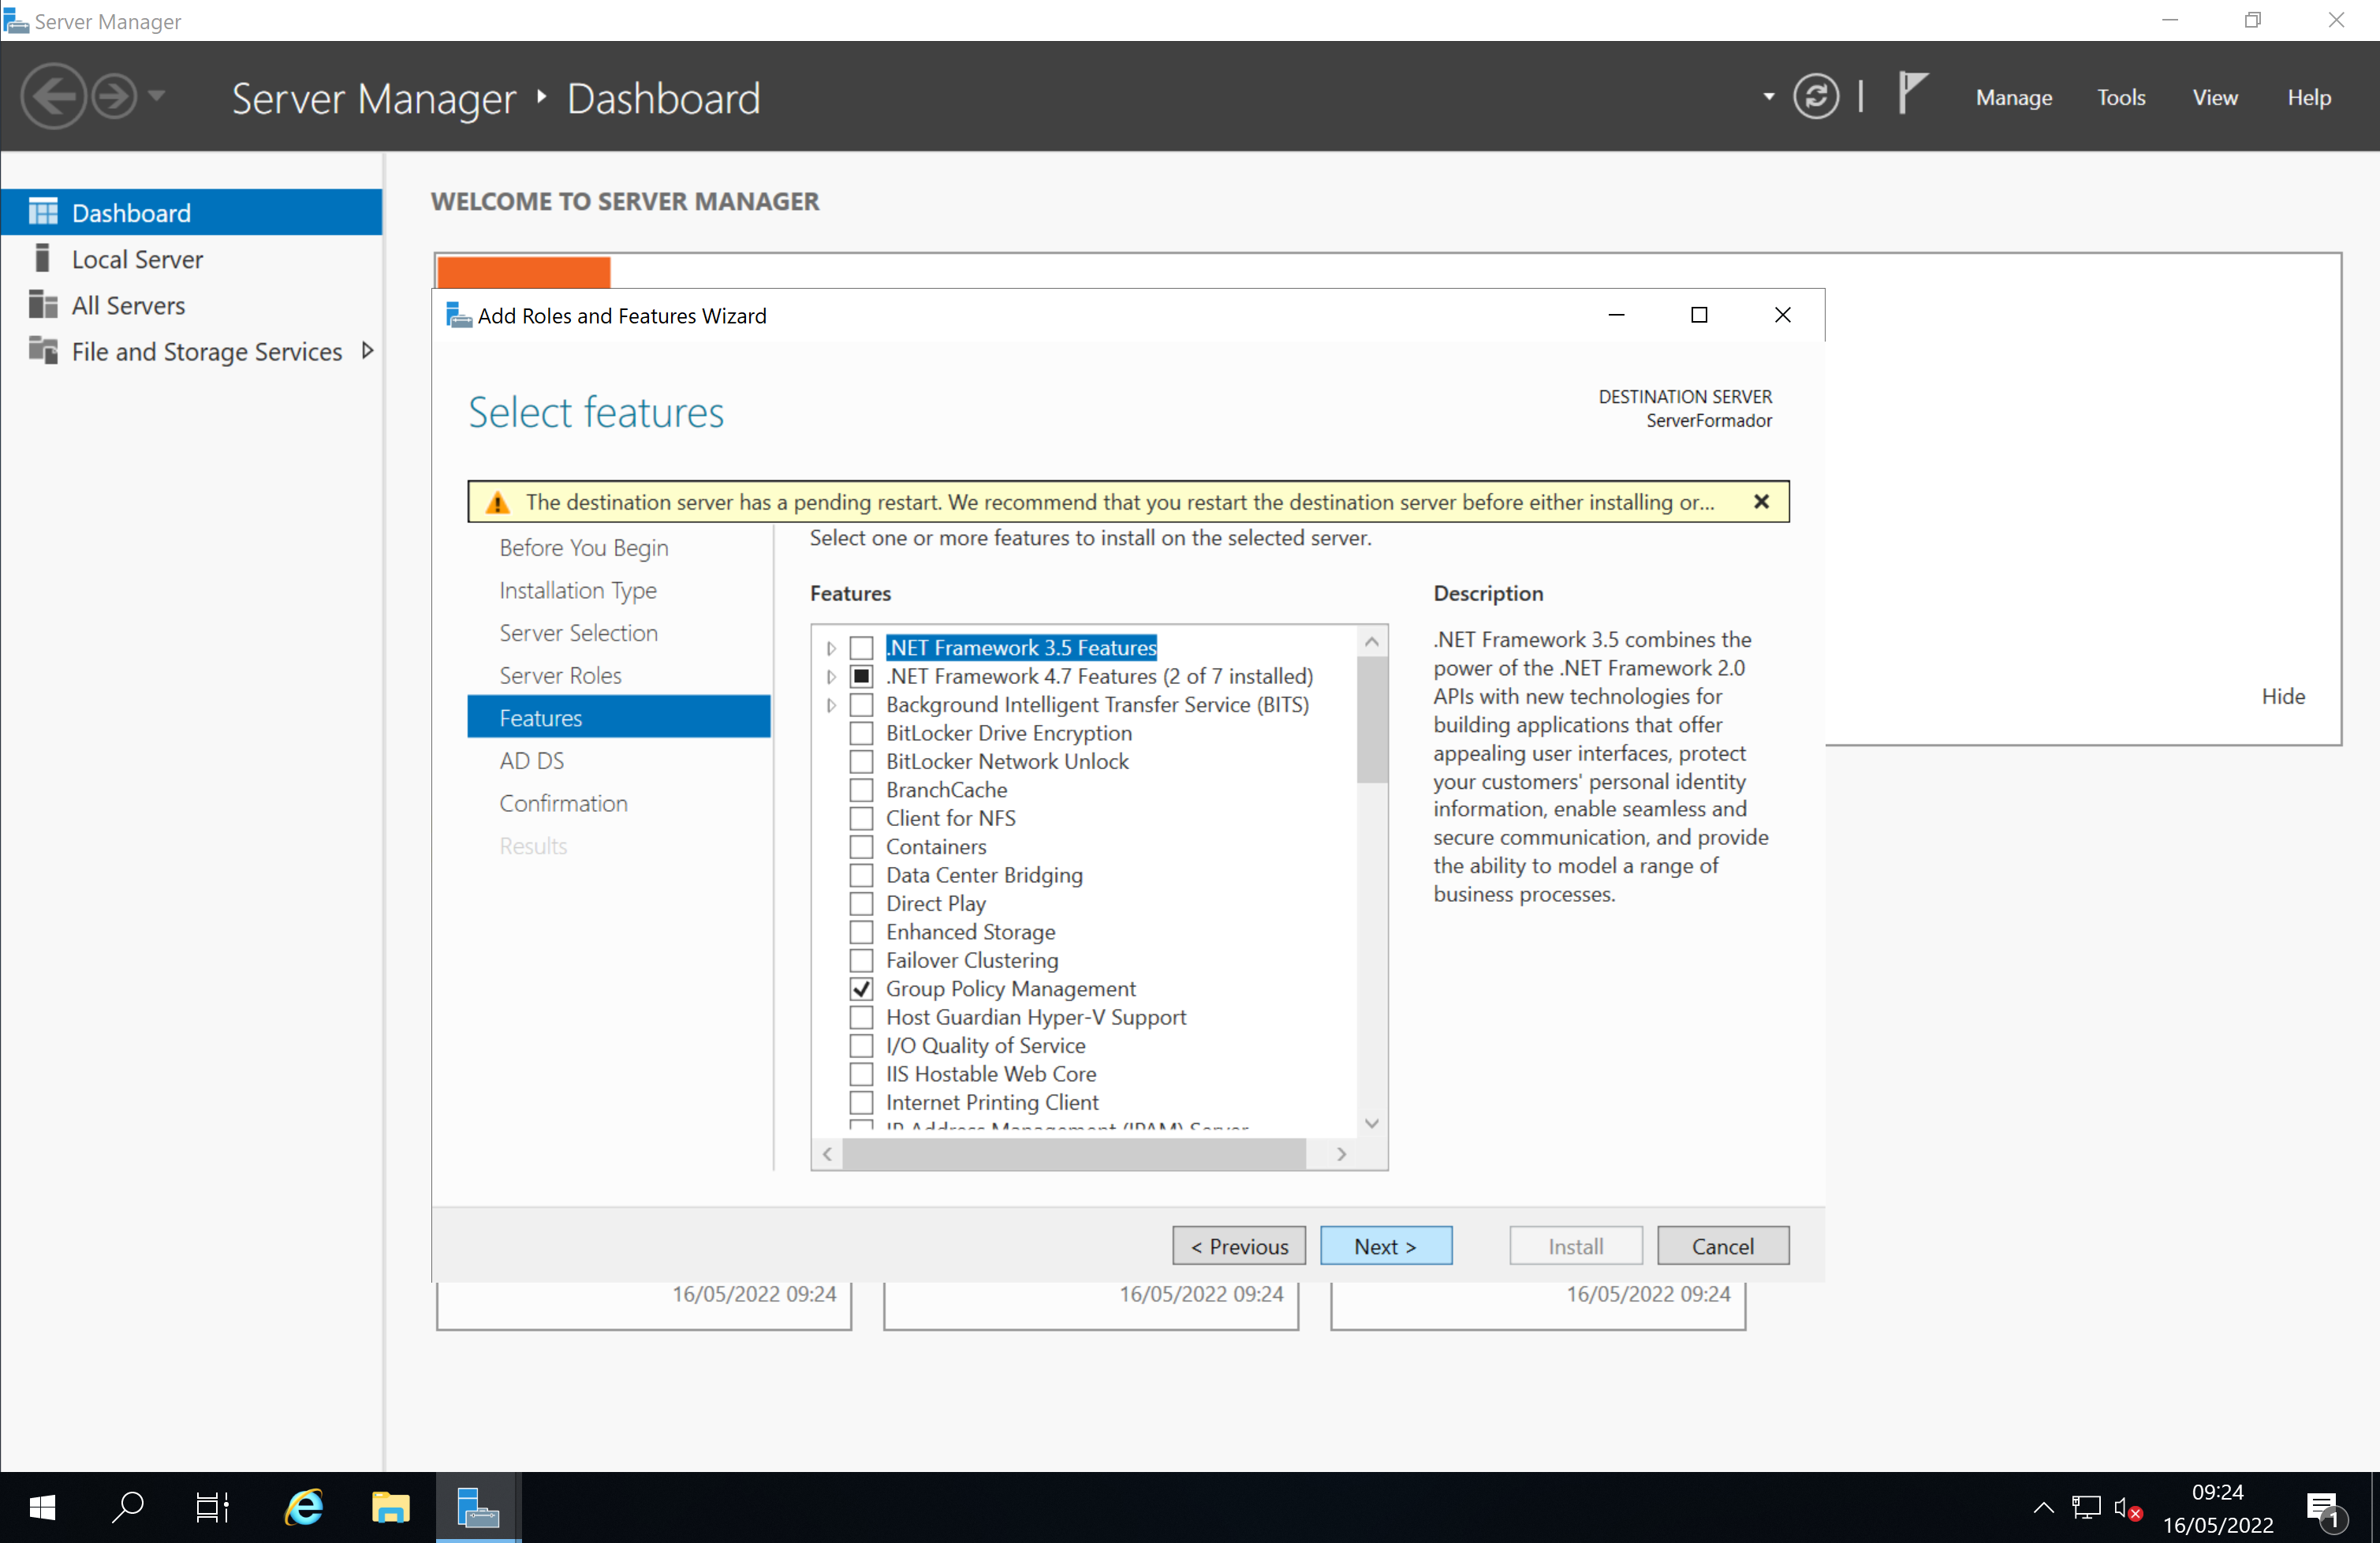 Server Manager
Server Manager
Dashboard
Manage
Tools
View
Help
Dashboard
Local Server
All Servers
File and Storage Services
WELCOME TO SERVER MANAGER
Add Roles and Features Wizard
Select features
DESTINATION SERVER
ServerFormador
The destination server has a pending restart. We recommend that you restart the destination server before either installing or...
Before You Begin
Installation Type
Server Selection
Server Roles
Features
AD DS
Confirmation
Results
Select one or more features to install on the selected server.
Features
.NET Framework 3.5 Features
.NET Framework 4.7 Features (2 of 7 installed)
Background Intelligent Transfer Service (BITS)
BitLocker Drive Encryption
BitLocker Network Unlock
BranchCache
Client for NFS
Containers
Data Center Bridging
Direct Play
Enhanced Storage
Failover Clustering
Group Policy Management
Host Guardian Hyper-V Support
I/O Quality of Service
IIS Hostable Web Core
Internet Printing Client
IP Address Management (IPAM) Server
Description
.NET Framework 3.5 combines the
power of the .NET Framework 2.0
APIs with new technologies for
building applications that offer
appealing user interfaces, protect
your customers' personal identity
information, enable seamless and
secure communication, and provide
the ability to model a range of
business processes.
Hide
< Previous
Next >
Install
Cancel
16/05/2022 09:24
16/05/2022 09:24
16/05/2022 09:24
09:24
16/05/2022
1